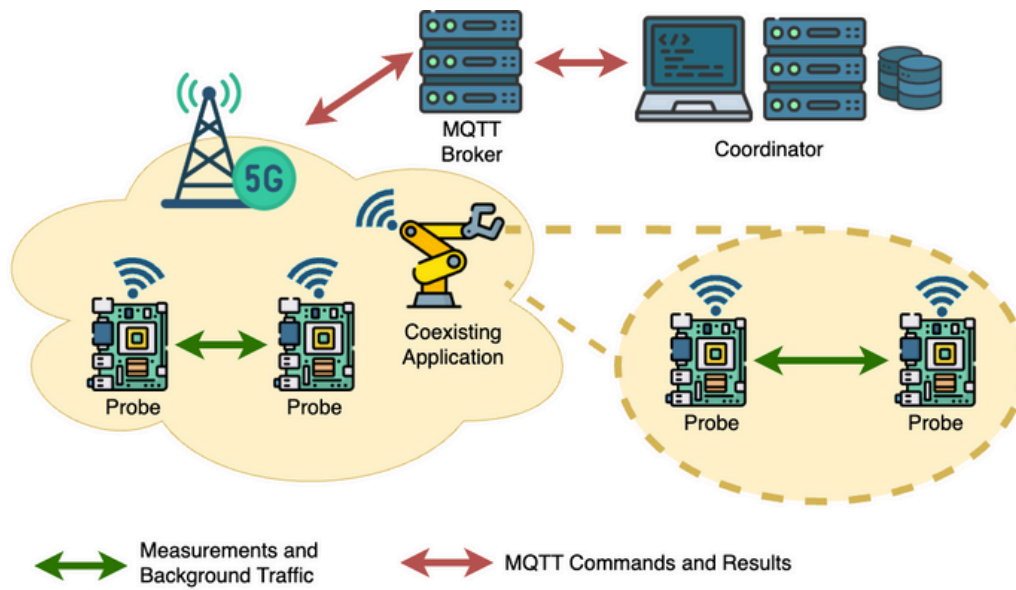 MQTT
Broker
Coordinator
5G
</>
Coexisting
Application
Probe
Probe
Probe
Probe
Measurements and
Background Traffic
MQTT Commands and Results